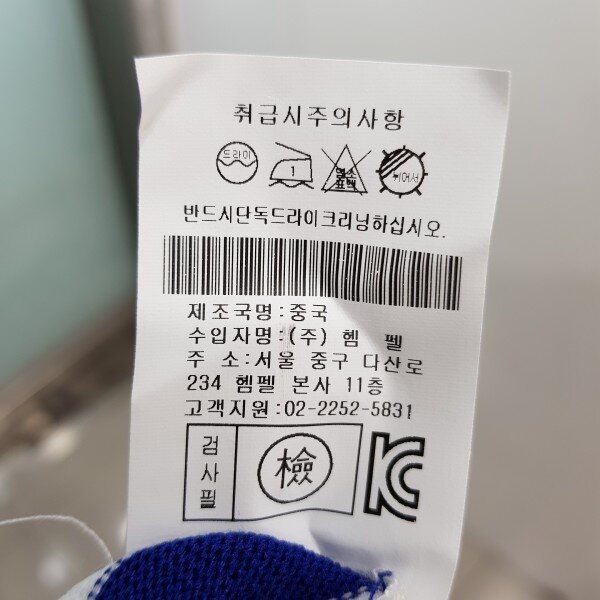 취급시주의사항
드라이 1 염소 표백 뉘어서
반드시단독드라이크리닝하십시오.
제조국명:중국
수입자명:(주) 헴 펠
주 소:서울 중구 다산로
234 헴펠 본사 11층
고객지원:02-2252-5831
검사필 檢 KC